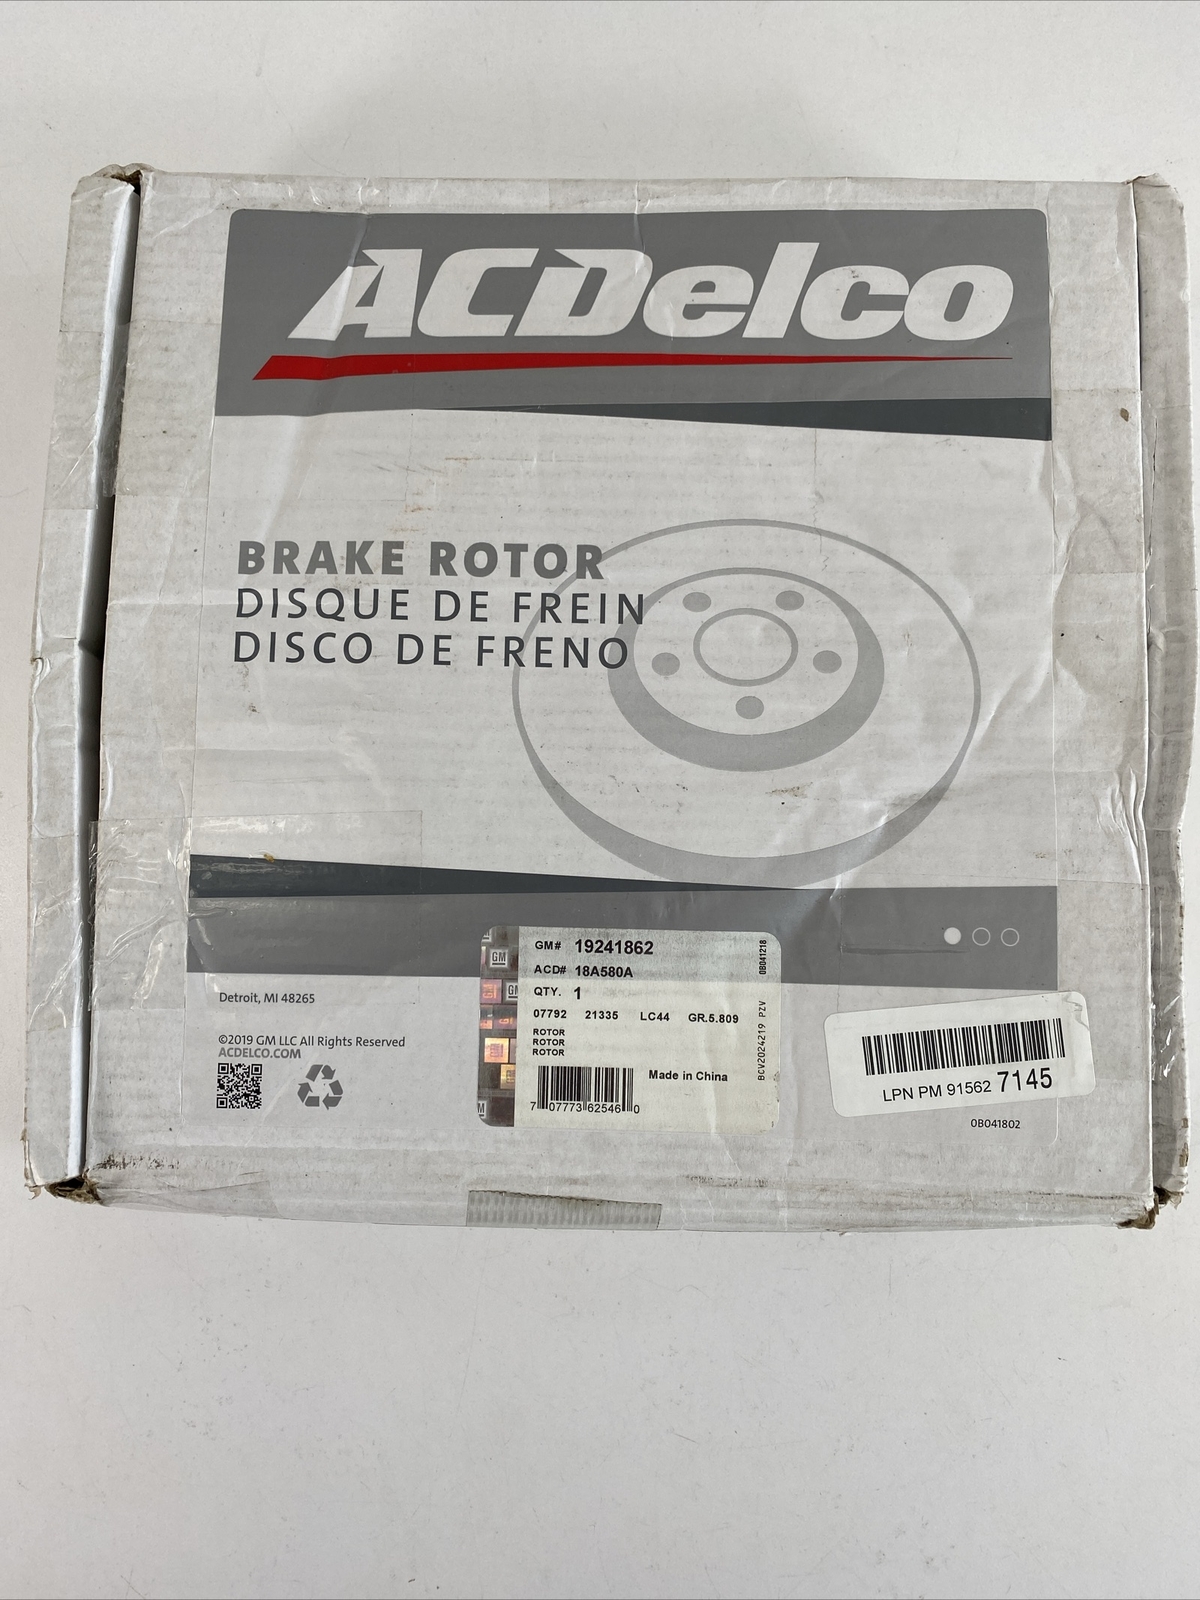 ACDelco
BRAKE ROTOR
DISQUE DE FREIN
DISCO DE FRENO
GM# 19241862
ACD# 18A580A
QTY. 1
07792 21335 LC44 GR.5.809
ROTOR
ROTOR
ROTOR
Made in China
7 07773 62546 0
0B041218
BCV2024219 PZV
GM
Detroit, MI 48265
©2019 GM LLC All Rights Reserved
ACDELCO.COM
LPN PM 91562 7145
0B041802